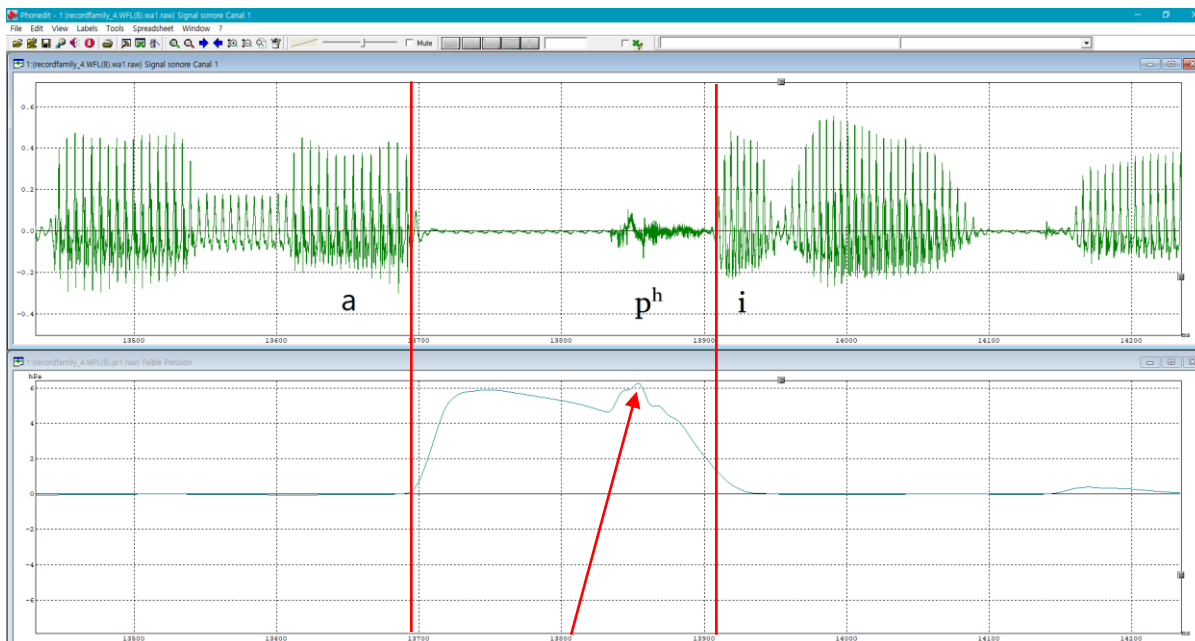 Phonedit - 1:(recordfamily_4.WFL(8).wa1.raw) Signal sonore Canal 1
File Edit View Labels Tools Spreadsheet Window ?
Mute
1:(recordfamily_4.WFL(8).wa1.raw) Signal sonore Canal 1
0.6
0.4
0.2
0.0
-0.2
-0.4
a pʰ i
13500 13600 13700 13800 13900 14000 14100 14200 ms
1:(recordfamily_4.WFL(8).pr1.raw) Faible Pression
hPa
6
4
2
0
-2
-4
-6
13500 13600 13700 13800 13900 14000 14100 14200 ms